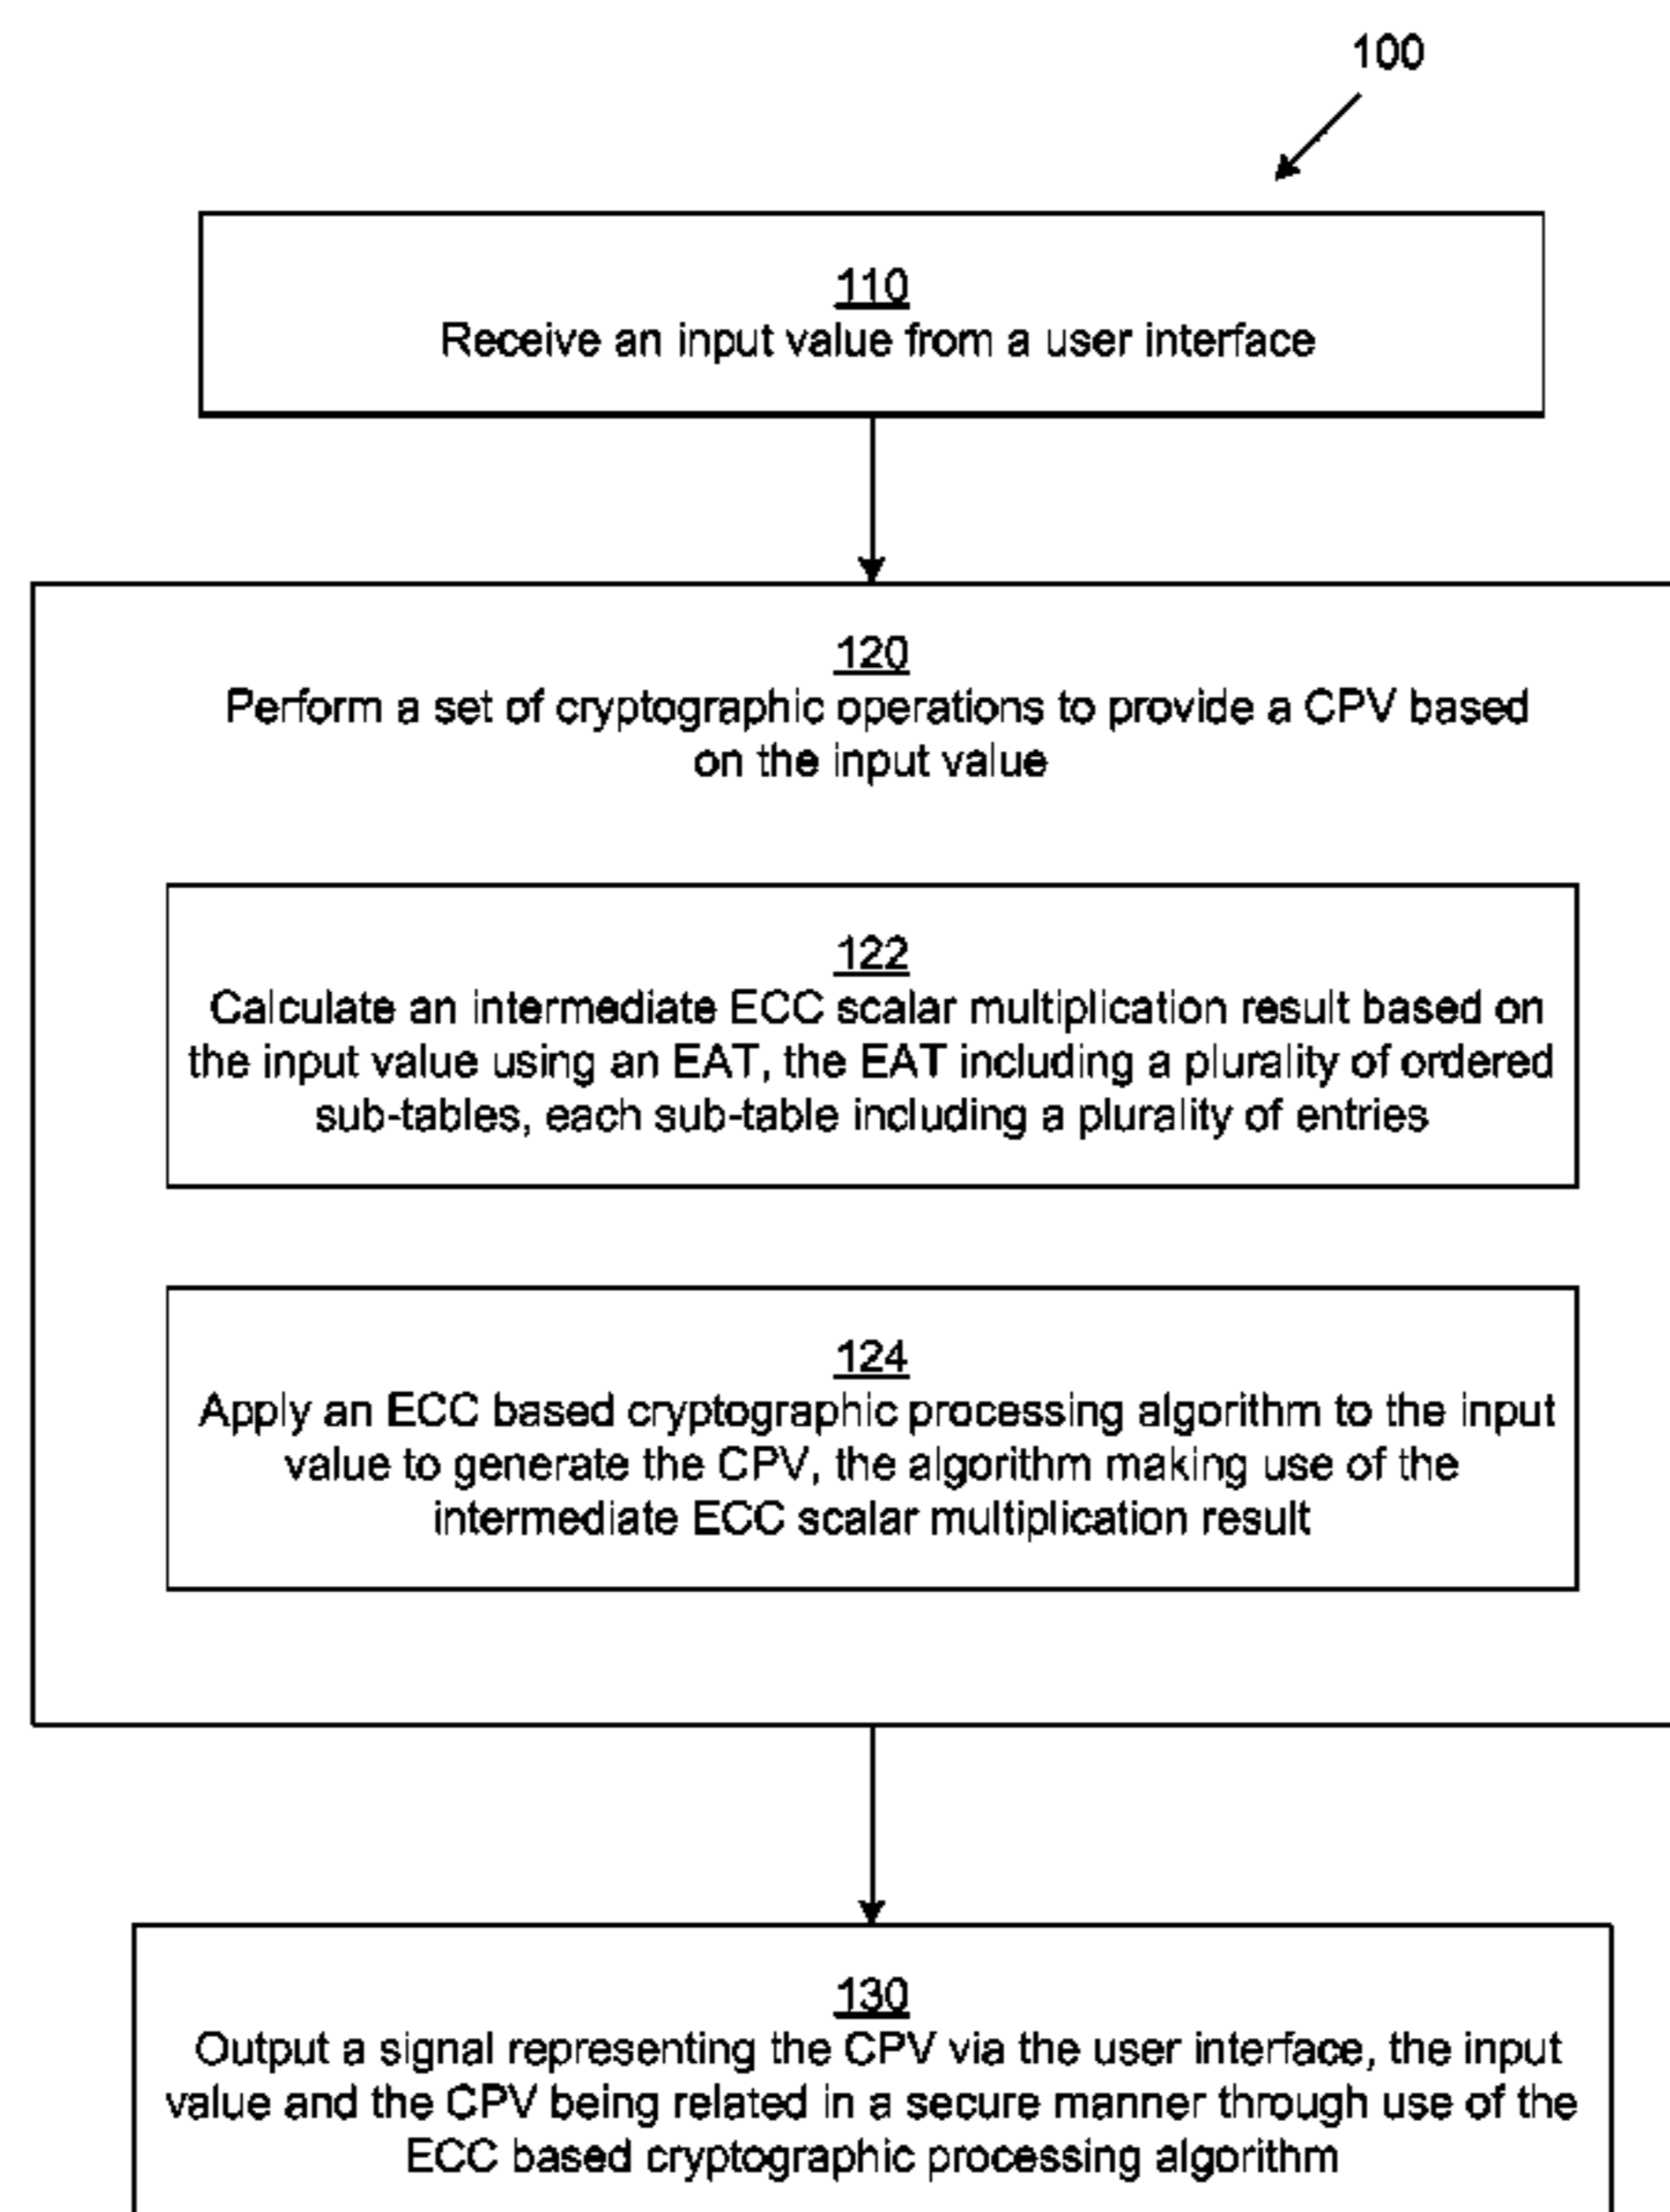 100
110
Receive an input value from a user interface
120
Perform a set of cryptographic operations to provide a CPV based
on the input value
122
Calculate an intermediate ECC scalar multiplication result based on
the input value using an EAT, the EAT including a plurality of ordered
sub-tables, each sub-table including a plurality of entries
124
Apply an ECC based cryptographic processing algorithm to the input
value to generate the CPV, the algorithm making use of the
intermediate ECC scalar multiplication result
130
Output a signal representing the CPV via the user interface, the input
value and the CPV being related in a secure manner through use of the
ECC based cryptographic processing algorithm